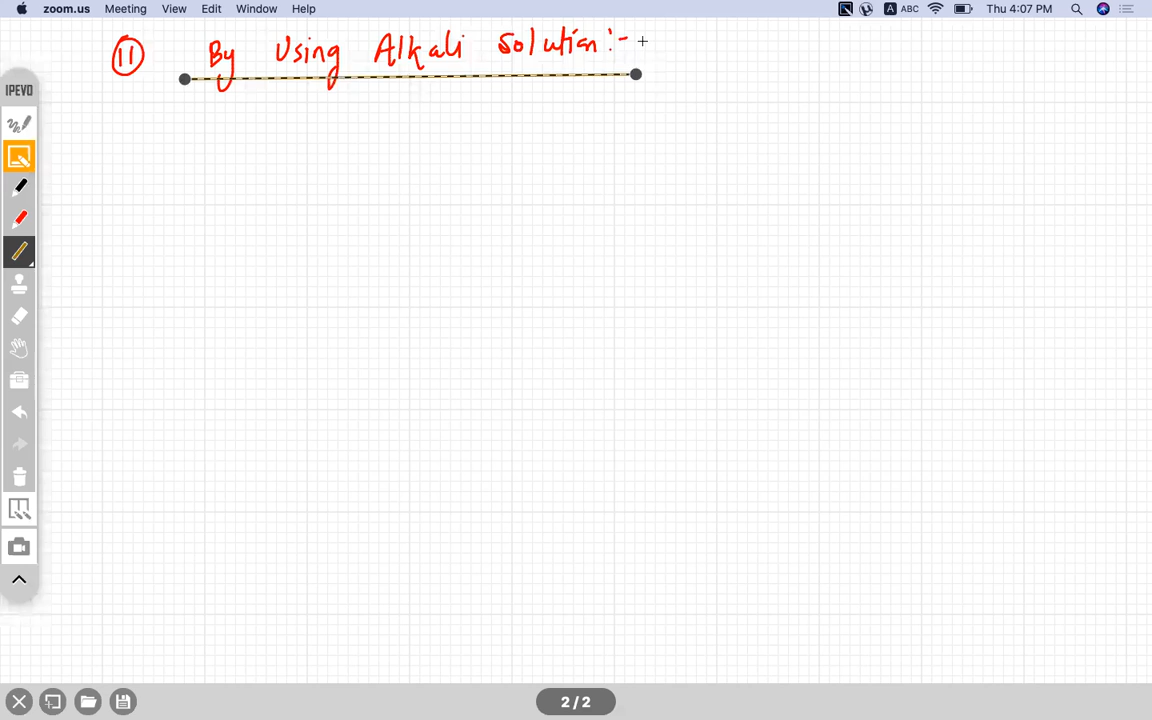 zoom.us Meeting View Edit Window Help A ABC Thu 4:07 PM
11 By Using Alkali Solution:-
IPEVO
2 / 2